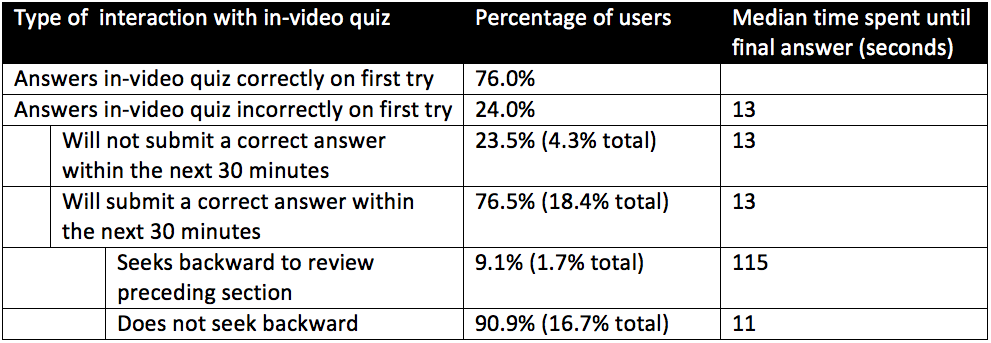 Type of  interaction with in-video quiz
Percentage of users
Median time spent until
final answer (seconds)
Answers in-video quiz correctly on first try
76.0%
Answers in-video quiz incorrectly on first try
24.0%
13
Will not submit a correct answer
within the next 30 minutes
23.5% (4.3% total)
13
Will submit a correct answer within
the next 30 minutes
76.5% (18.4% total)
13
Seeks backward to review
preceding section
9.1% (1.7% total)
115
Does not seek backward
90.9% (16.7% total)
11